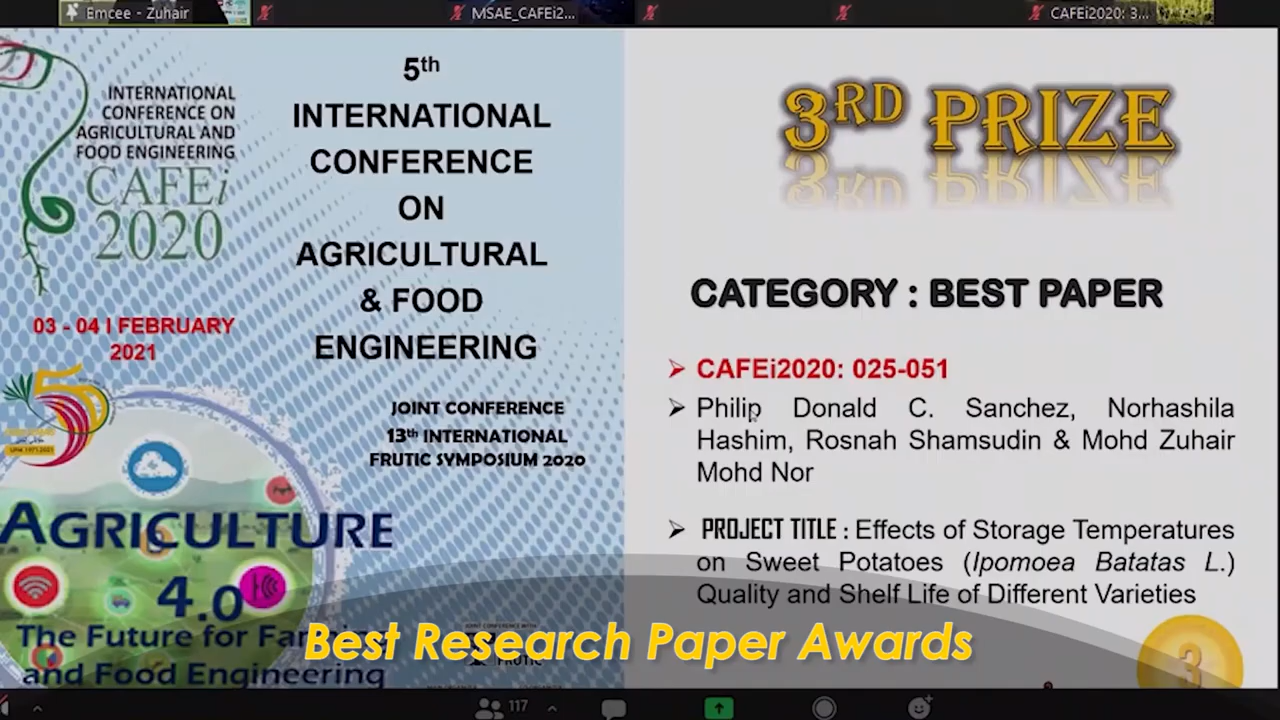 Emcee - Zuhair
MSAE_CAFEi2...
CAFEi2020: 3...
INTERNATIONAL
CONFERENCE ON
AGRICULTURAL AND
FOOD ENGINEERING
CAFEi
2020
03 - 04 I FEBRUARY
2021
5th
INTERNATIONAL
CONFERENCE
ON
AGRICULTURAL
& FOOD
ENGINEERING
JOINT CONFERENCE
13th INTERNATIONAL
FRUTIC SYMPOSIUM 2020
AGRICULTURE
4.0
The Future for
and Food Engineering
FRUTIC
3RD PRIZE
CATEGORY : BEST PAPER
CAFEi2020: 025-051
Philip Donald C. Sanchez, Norhashila
Hashim, Rosnah Shamsudin & Mohd Zuhair
Mohd Nor
PROJECT TITLE : Effects of Storage Temperatures
on Sweet Potatoes (Ipomoea Batatas L.)
Quality and Shelf Life of Different Varieties
3
Best Research Paper Awards
117